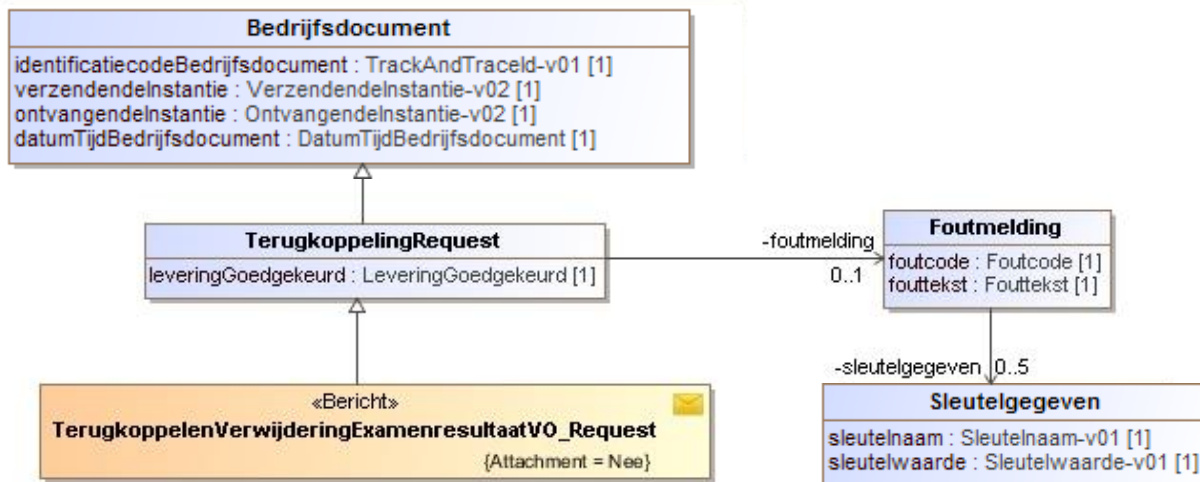 Bedrijfsdocument
identificatiecodeBedrijfsdocument : TrackAndTraceId-v01 [1]
verzendendeInstantie : VerzendendeInstantie-v02 [1]
ontvangendeInstantie : OntvangendeInstantie-v02 [1]
datumTijdBedrijfsdocument : DatumTijdBedrijfsdocument [1]
TerugkoppelingRequest
leveringGoedgekeurd : LeveringGoedgekeurd [1]
-foutmelding
0..1
Foutmelding
foutcode : Foutcode [1]
fouttekst : Fouttekst [1]
-sleutelgegeven 0..5
«Bericht»
TerugkoppelenVerwijderingExamenresultaatVO_Request
{Attachment = Nee}
Sleutelgegeven
sleutelnaam : Sleutelnaam-v01 [1]
sleutelwaarde : Sleutelwaarde-v01 [1]